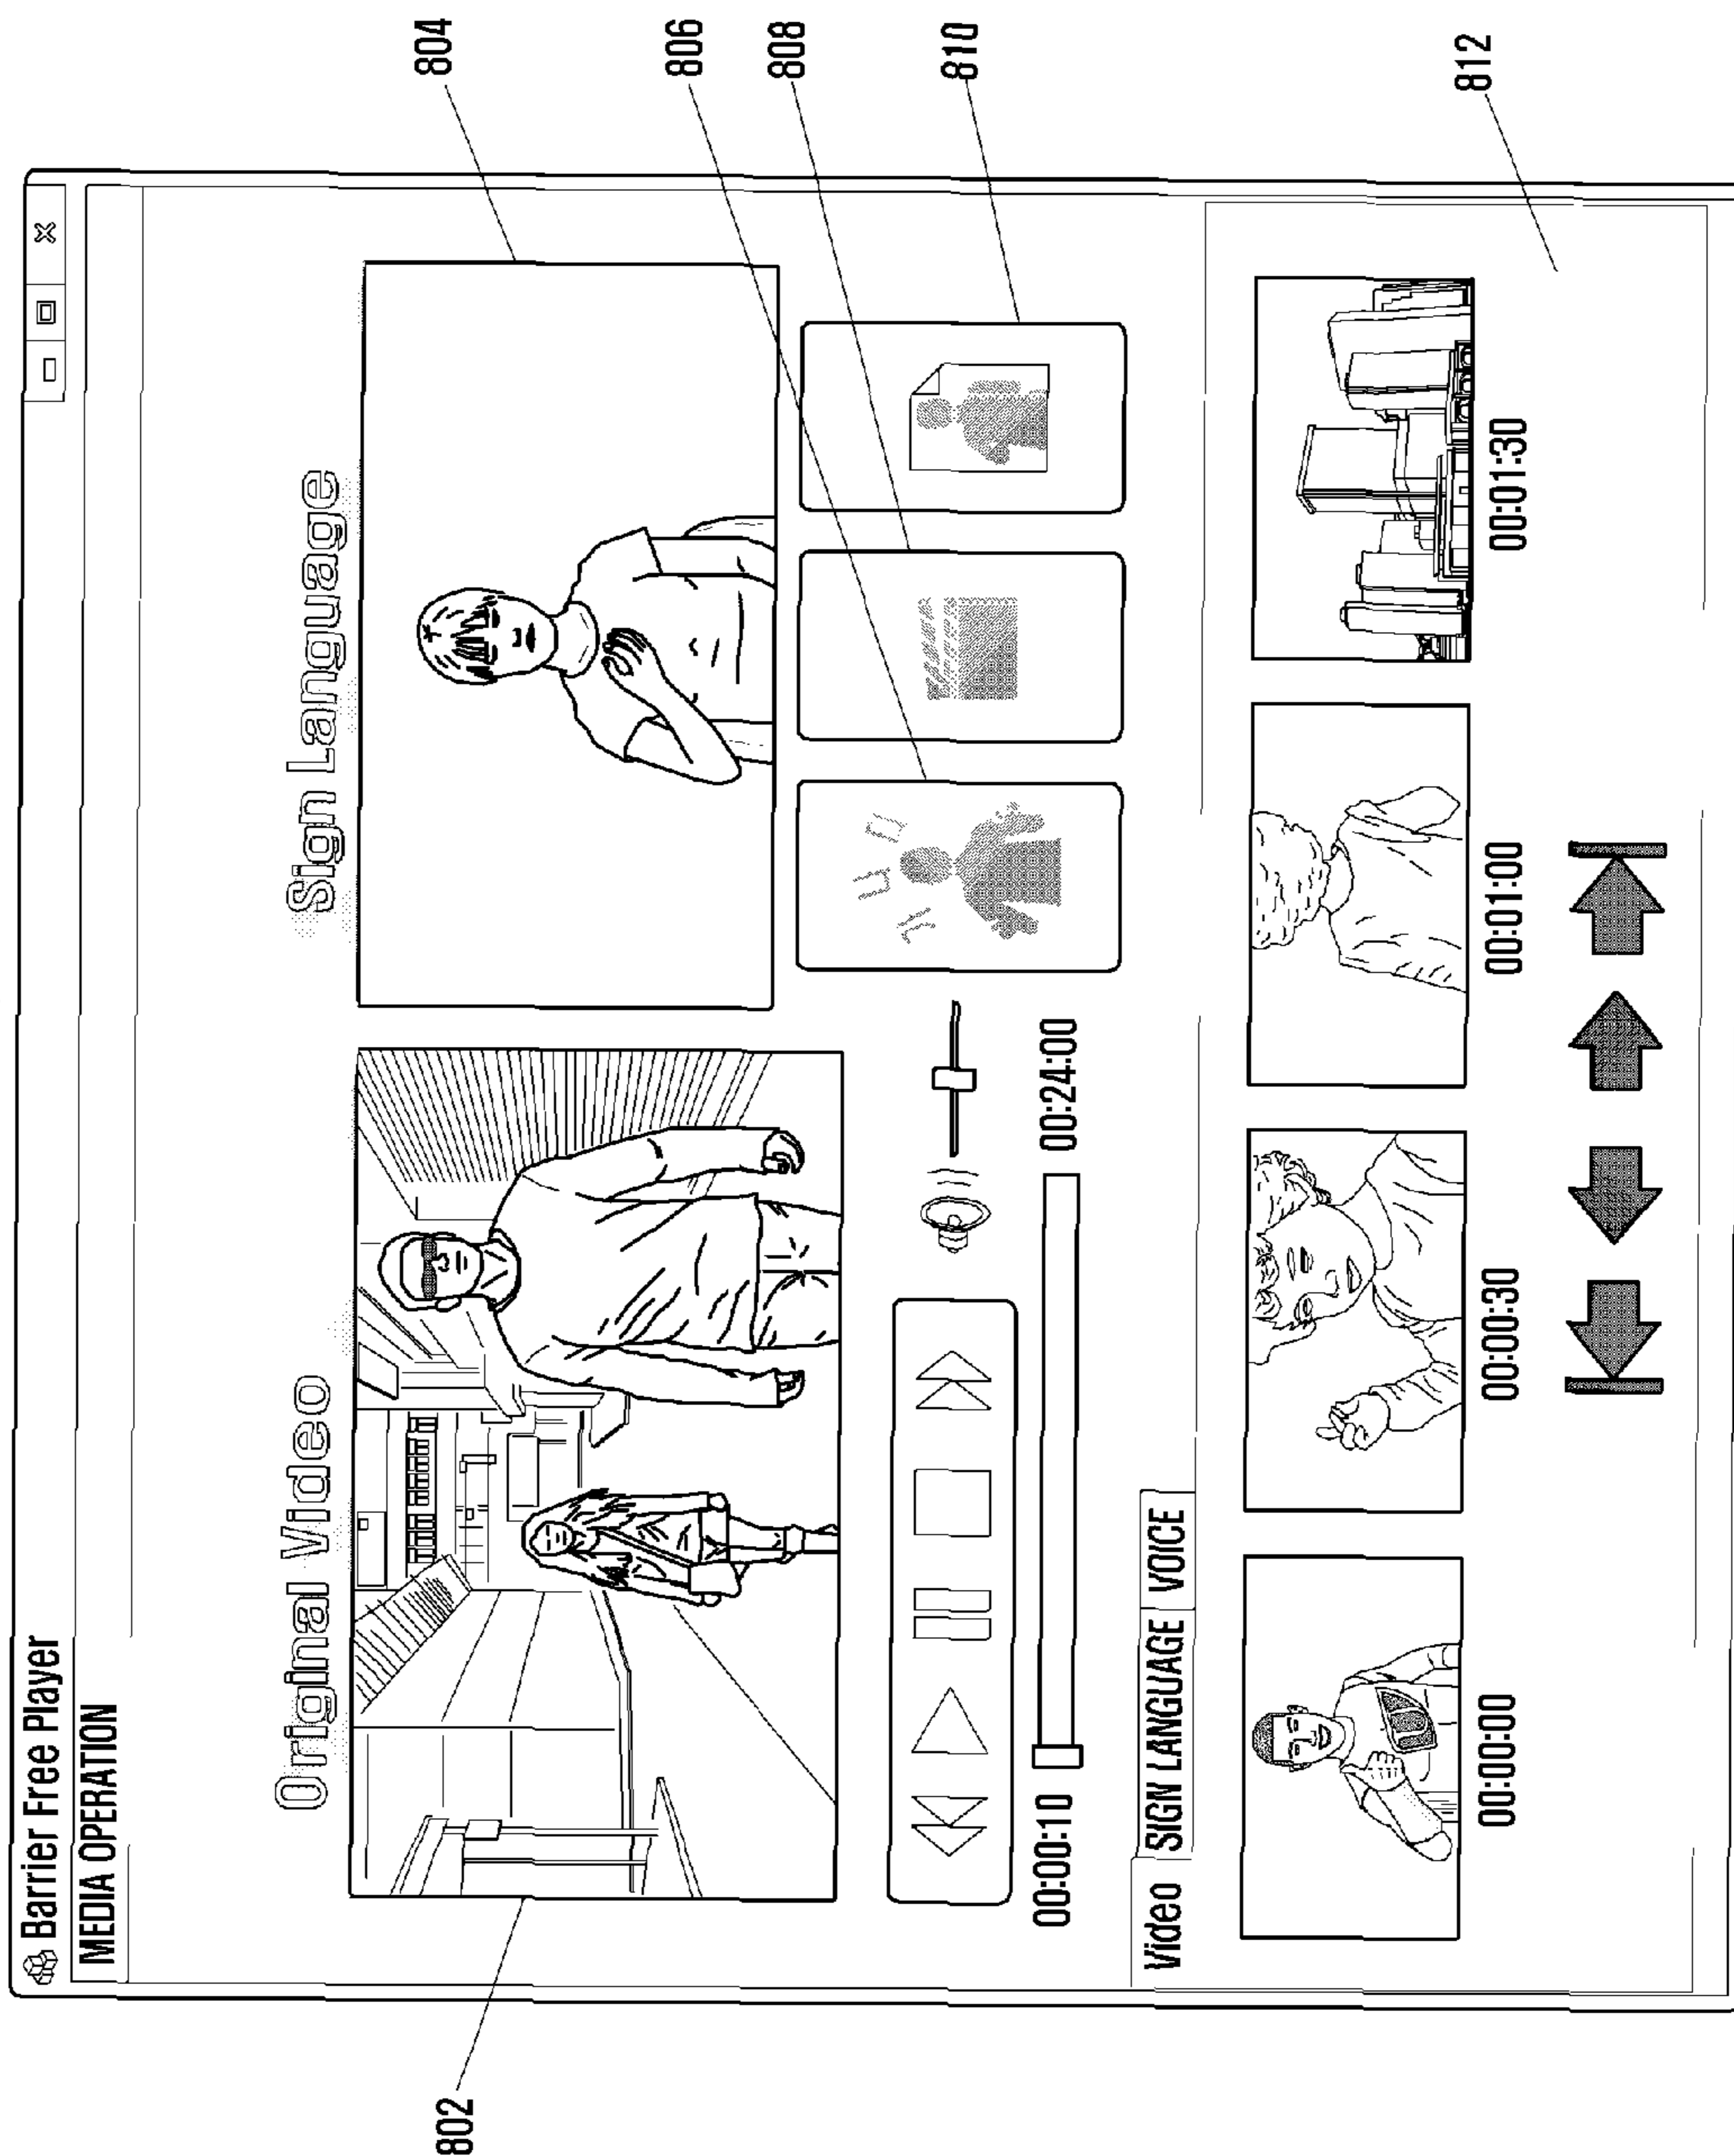 Barrier Free Player
MEDIA OPERATION
Original Video
Sign Language
802
804
806
808
810
00:00:10
00:24:00
Video SIGN LANGUAGE VOICE
00:00:00
00:00:30
00:01:00
00:01:30
812